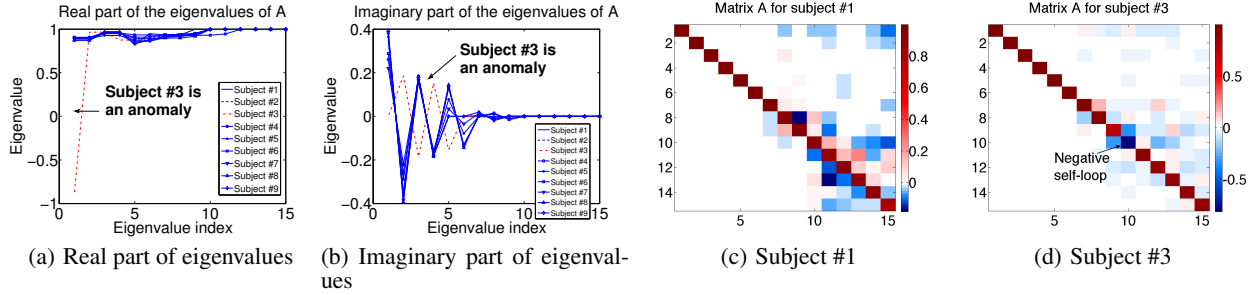 Real part of the eigenvalues of A
1
0.5
0
−0.5
−1
Eigenvalue
0
5
10
15
Eigenvalue index
Subject #3 is
an anomaly
Subject #1
Subject #2
Subject #3
Subject #4
Subject #5
Subject #6
Subject #7
Subject #8
Subject #9
(a) Real part of eigenvalues
Imaginary part of the eigenvalues of A
0.4
0.2
0
−0.2
−0.4
Eigenvalue
0
5
10
15
Eigenvalue index
Subject #3 is
an anomaly
Subject #1
Subject #2
Subject #3
Subject #4
Subject #5
Subject #6
Subject #7
Subject #8
Subject #9
(b) Imaginary part of eigenval-
ues
Matrix A for subject #1
2
4
6
8
10
12
14
5
10
15
0.8
0.6
0.4
0.2
0
(c) Subject #1
Matrix A for subject #3
2
4
6
8
10
12
14
5
10
15
Negative
self-loop
0.5
0
−0.5
(d) Subject #3